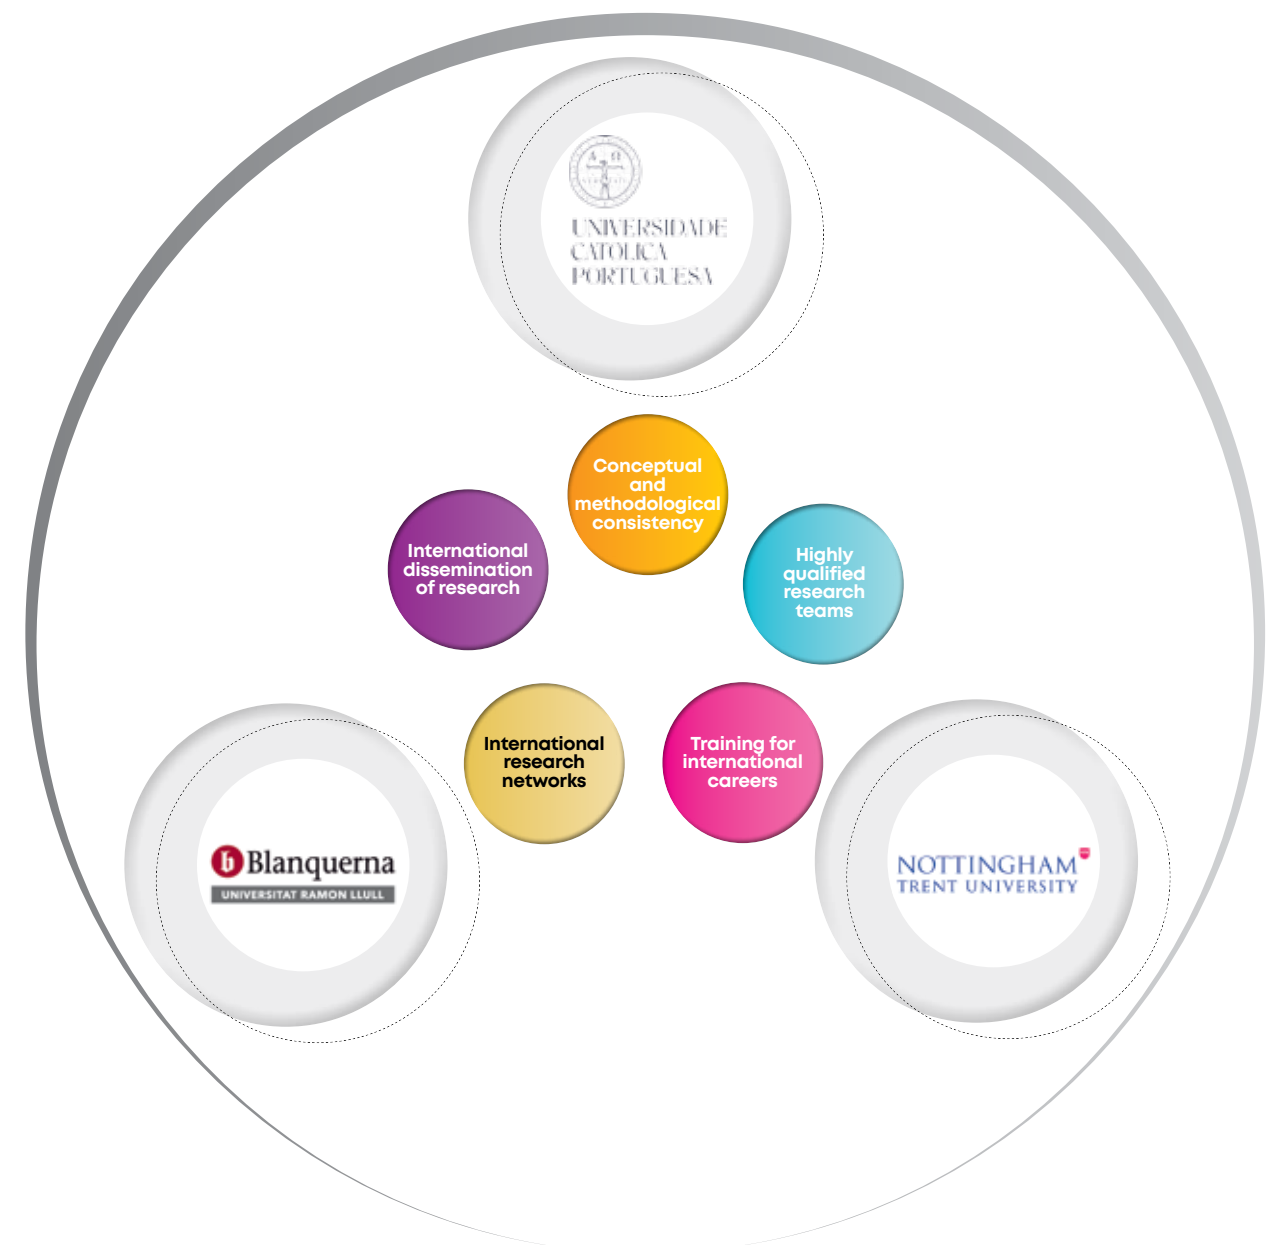 UNIVERSIDADE
CATOLICA
PORTUGUESA
Conceptual
and
methodological
consistency
International
dissemination
of research
Highly
qualified
research
teams
International
research
networks
Training for
international
careers
Blanquerna
UNIVERSITAT RAMON LLULL
NOTTINGHAM
TRENT UNIVERSITY